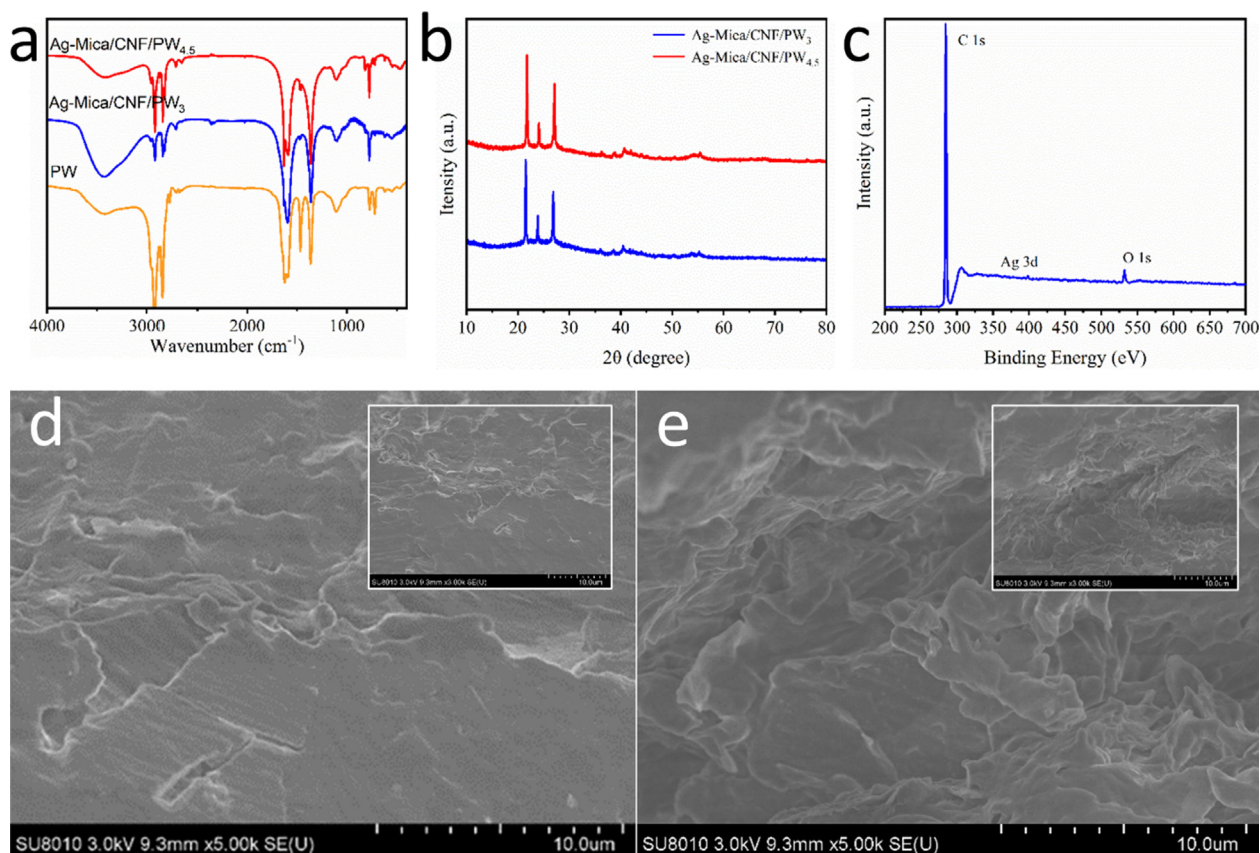 a
Ag-Mica/CNF/PW4.5
Ag-Mica/CNF/PW3
PW
4000 3000 2000 1000
Wavenumber (cm-1)
b
Itensity (a.u.)
Ag-Mica/CNF/PW3
Ag-Mica/CNF/PW4.5
10 20 30 40 50 60 70 80
2θ (degree)
c
Intensity (a.u.)
C 1s
Ag 3d
O 1s
200 250 300 350 400 450 500 550 600 650 700
Binding Energy (eV)
d
SU8010 3.0kV 9.3mm x3.00k SE(U) 10.0um
SU8010 3.0kV 9.3mm x5.00k SE(U) 10.0um
e
SU8010 3.0kV 9.3mm x3.00k SE(U) 10.0um
SU8010 3.0kV 9.3mm x5.00k SE(U) 10.0um